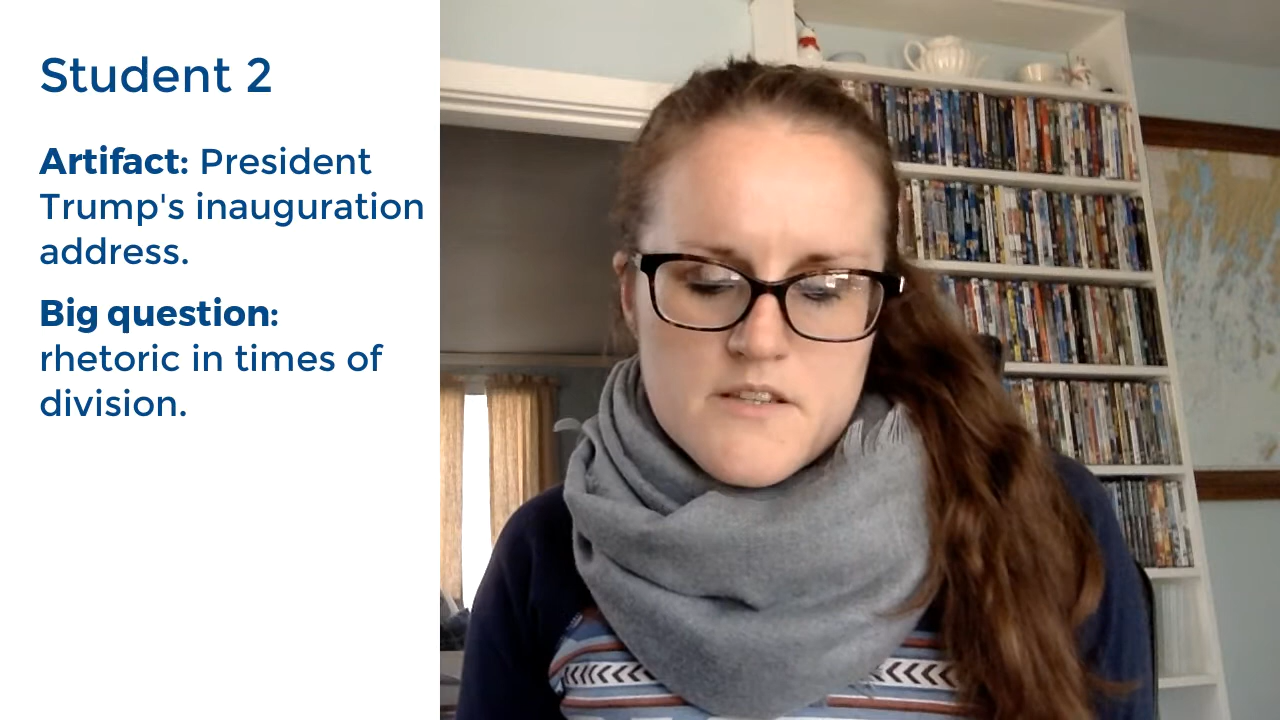 Student 2
Artifact: President
Trump's inauguration
address.
Big question:
rhetoric in times of
division.